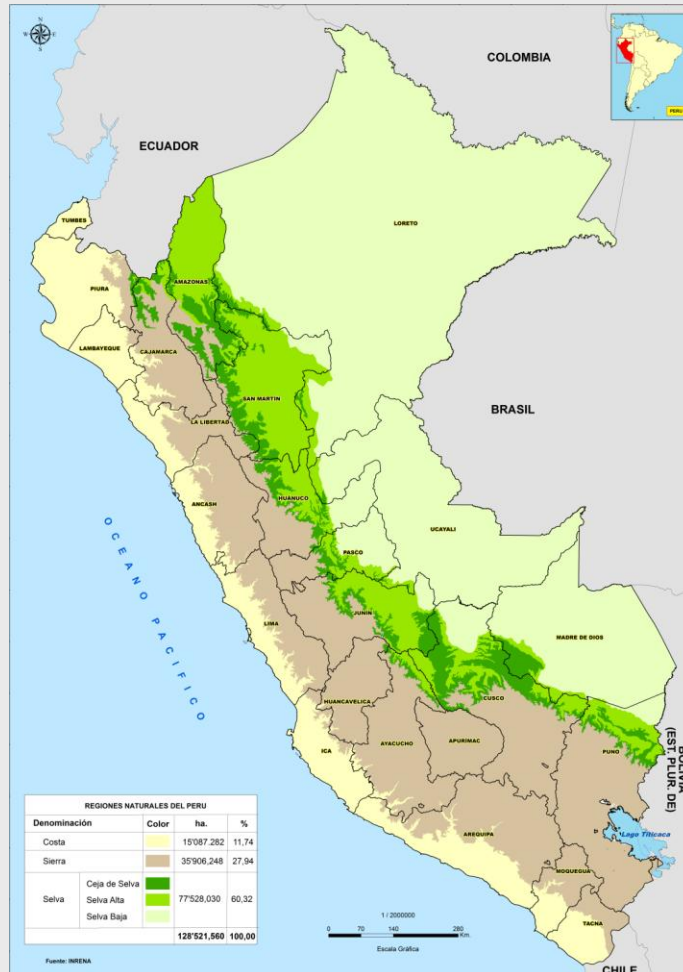 COLOMBIA
PERU
N
W
E
S
ECUADOR
TUMBES
LORETO
PIURA
AMAZONAS
LAMBAYEQUE
CAJAMARCA
SAN MARTIN
BRASIL
LA LIBERTAD
ANCASH
HUANUCO
UCAYALI
PASCO
OCEANO PACIFICO
JUNIN
LIMA
MADRE DE DIOS
HUANCAVELICA
CUSCO
ICA
AYACUCHO
APURIMAC
PUNO
BOLIVIA
(EST. PLUR. DE)
AREQUIPA
Lago Titicaca
MOQUEGUA
TACNA
CHILE
REGIONES NATURALES DEL PERU
Denominación Color ha. %
Costa 15'087.282 11,74
Sierra 35'906,248 27,94
Selva
Ceja de Selva
Selva Alta 77'528,030 60,32
Selva Baja
128'521,560 100,00
Fuente: INRENA
1 / 2000000
0 70 140 280
Km.
Escala Gráfica